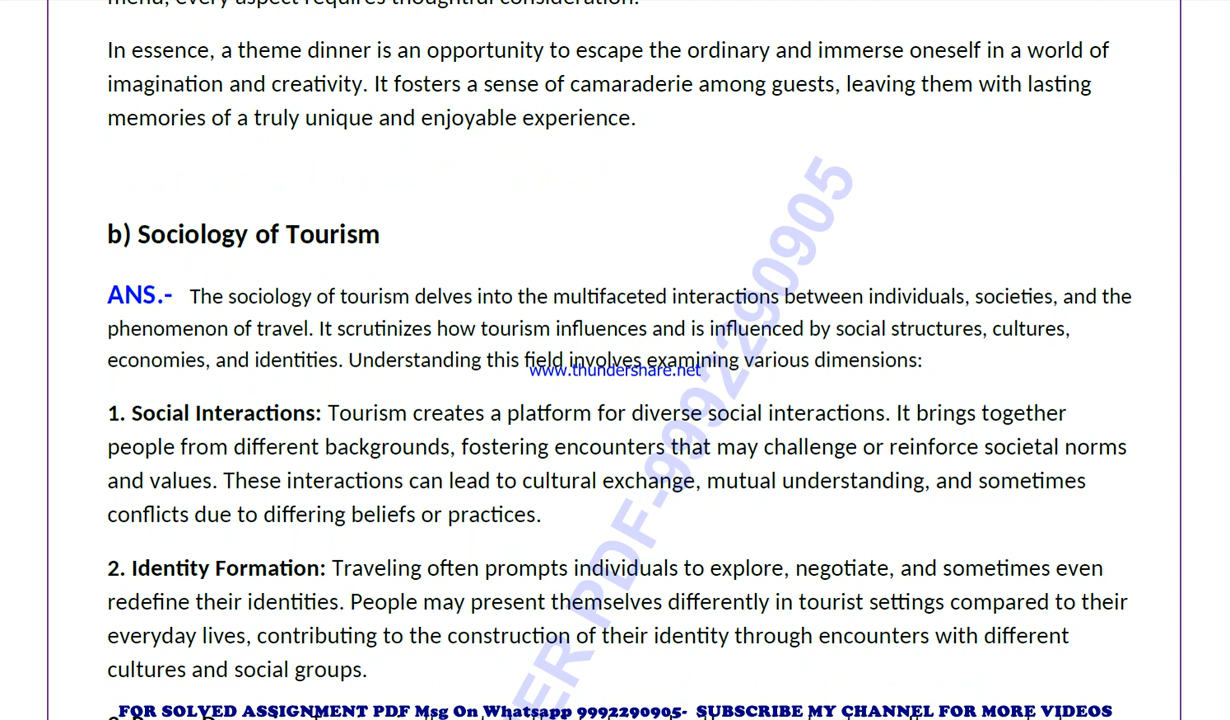 In essence, a theme dinner is an opportunity to escape the ordinary and immerse oneself in a world of
imagination and creativity. It fosters a sense of camaraderie among guests, leaving them with lasting
memories of a truly unique and enjoyable experience.
b) Sociology of Tourism
ANS.- The sociology of tourism delves into the multifaceted interactions between individuals, societies, and the
phenomenon of travel. It scrutinizes how tourism influences and is influenced by social structures, cultures,
economies, and identities. Understanding this field involves examining various dimensions:
www.thundershare.net
1. Social Interactions: Tourism creates a platform for diverse social interactions. It brings together
people from different backgrounds, fostering encounters that may challenge or reinforce societal norms
and values. These interactions can lead to cultural exchange, mutual understanding, and sometimes
conflicts due to differing beliefs or practices.
2. Identity Formation: Traveling often prompts individuals to explore, negotiate, and sometimes even
redefine their identities. People may present themselves differently in tourist settings compared to their
everyday lives, contributing to the construction of their identity through encounters with different
cultures and social groups.
ER PDF-9992290905
FOR SOLVED ASSIGNMENT PDF Msg On Whatsapp 9992290905- SUBSCRIBE MY CHANNEL FOR MORE VIDEOS